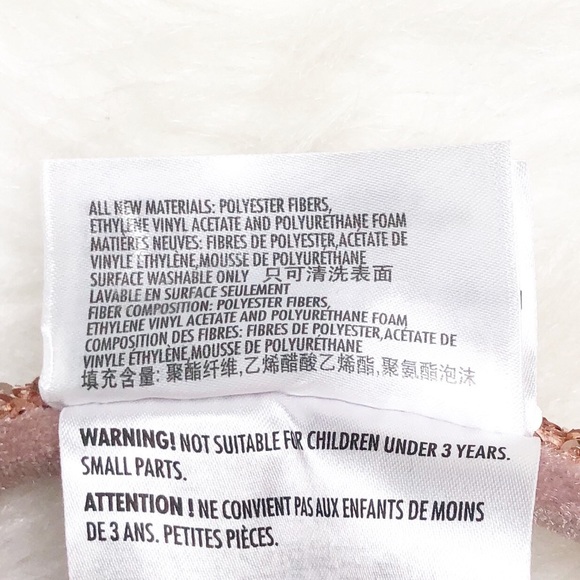 ALL NEW MATERIALS: POLYESTER FIBERS,
ETHYLENE VINYL ACETATE AND POLYURETHANE FOAM
MATIÈRES NEUVES: FIBRES DE POLYESTER,ACÉTATE DE
VINYLE ÉTHYLÈNE,MOUSSE DE POLYURÉTHANE
SURFACE WASHABLE ONLY 只可清洗表面
LAVABLE EN SURFACE SEULEMENT
FIBER COMPOSITION: POLYESTER FIBERS,
ETHYLENE VINYL ACETATE AND POLYURETHANE FOAM
COMPOSITION DES FIBRES: FIBRES DE POLYESTER,ACÉTATE DE
VINYLE ÉTHYLÈNE,MOUSSE DE POLYURÉTHANE
填充含量: 聚酯纤维,乙烯醋酸乙烯酯,聚氨酯泡沫
WARNING! NOT SUITABLE FOR CHILDREN UNDER 3 YEARS.
SMALL PARTS.
ATTENTION ! NE CONVIENT PAS AUX ENFANTS DE MOINS
DE 3 ANS. PETITES PIÈCES.